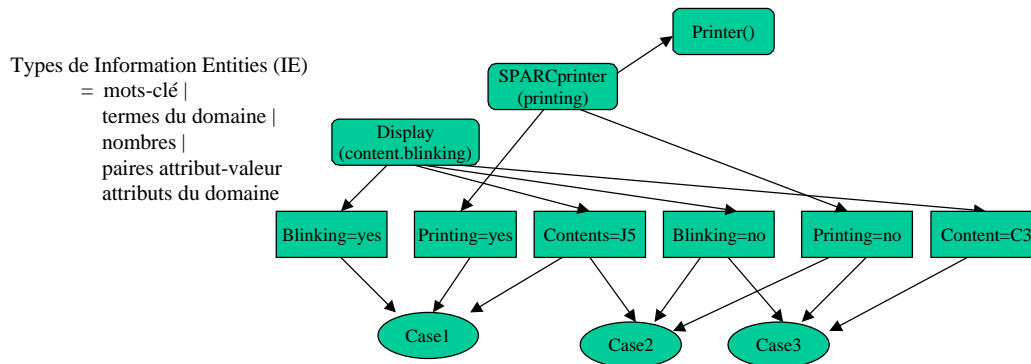 Printer()
Types de Information Entities (IE)
= mots-clé |
termes du domaine |
nombres |
paires attribut-valeur
attributs du domaine
SPARCprinter
(printing)
Display
(content.blinking)
Blinking=yes
Printing=yes
Contents=J5
Blinking=no
Printing=no
Content=C3
Case1
Case2
Case3